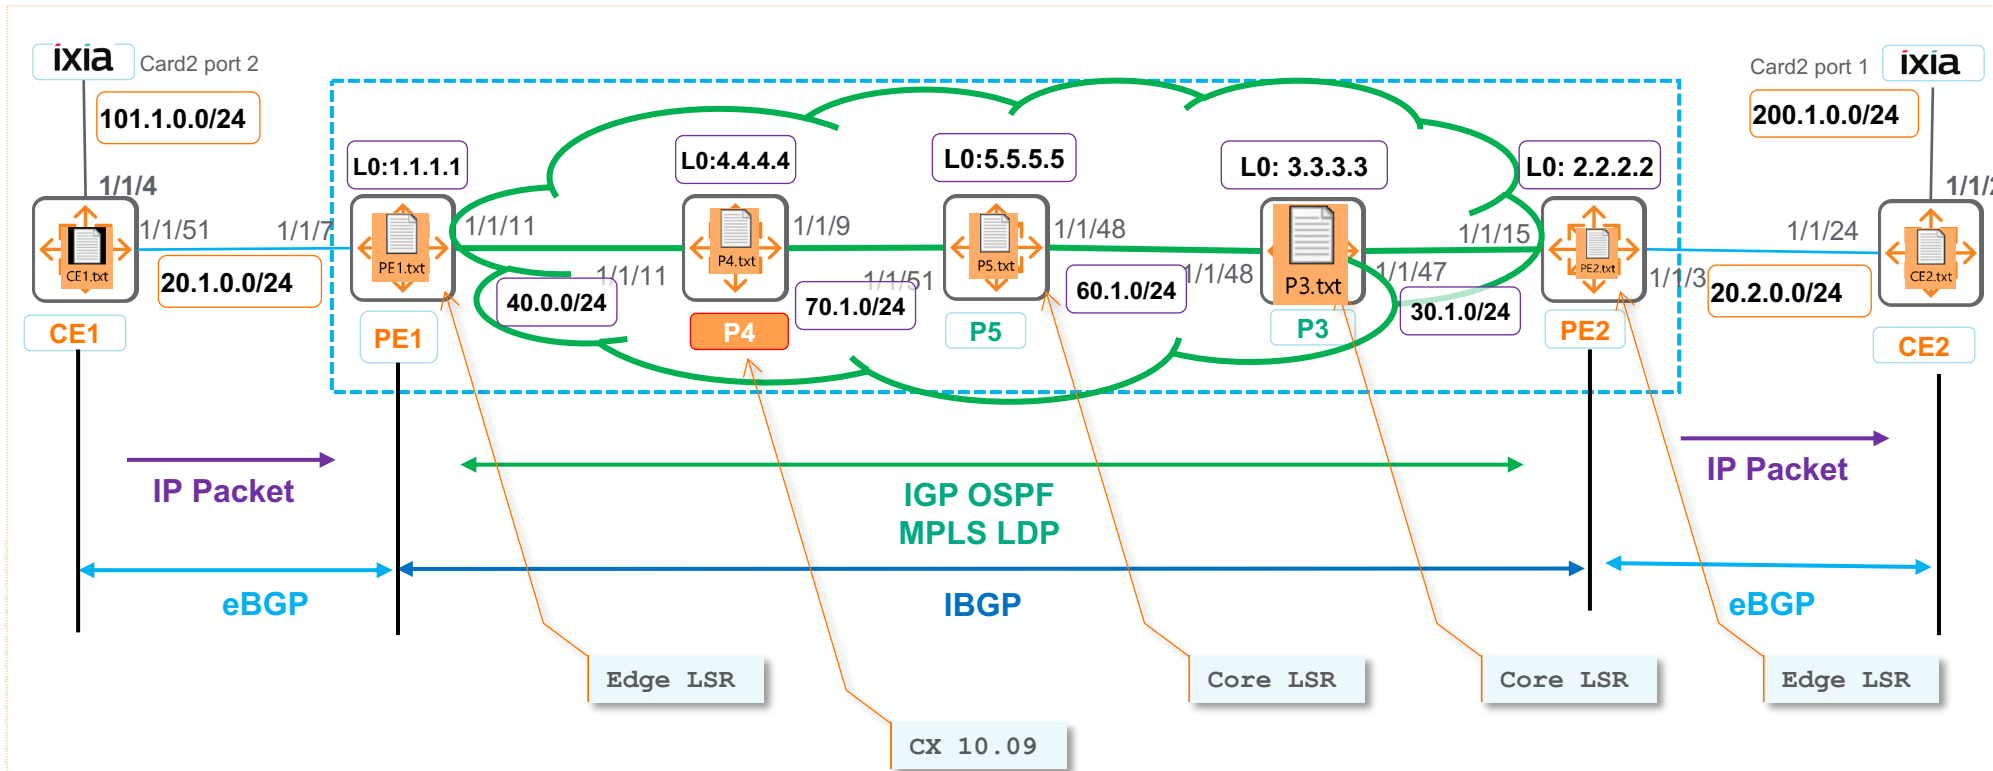 ixia
Card2 port 2
Card2 port 1
ixia
101.1.0.0/24
200.1.0.0/24
L0:1.1.1.1
L0:4.4.4.4
L0:5.5.5.5
L0: 3.3.3.3
L0: 2.2.2.2
1/1/4
1/1/2
1/1/51
1/1/7
1/1/11
1/1/9
1/1/48
1/1/15
1/1/24
CE1.txt
PE1.txt
P4.txt
P5.txt
P3.txt
PE2.txt
CE2.txt
20.1.0.0/24
1/1/11
1/1/51
1/1/48
1/1/47
1/1/3
40.0.0/24
70.1.0/24
60.1.0/24
30.1.0/24
20.2.0.0/24
CE1
PE1
P4
P5
P3
PE2
CE2
IP Packet
IP Packet
IGP OSPF
MPLS LDP
eBGP
IBGP
eBGP
Edge LSR
Core LSR
Core LSR
Edge LSR
CX 10.09